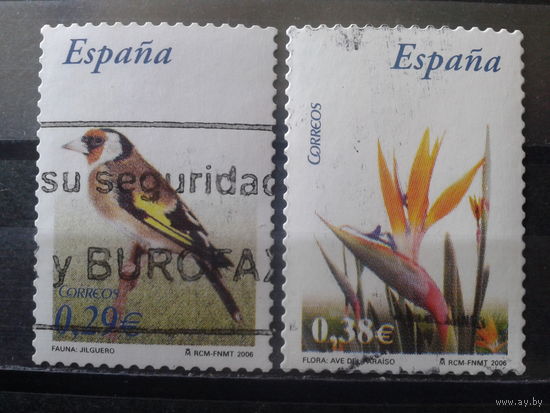 España
su seguridad
y BUROFAX
CORREOS
0,29€
FAUNA: JILGUERO
RCM-FNMT 2006
España
CORREOS
0,38€
FLORA: AVE DEL PARAISO
RCM-FNMT 2006
www.ay.by